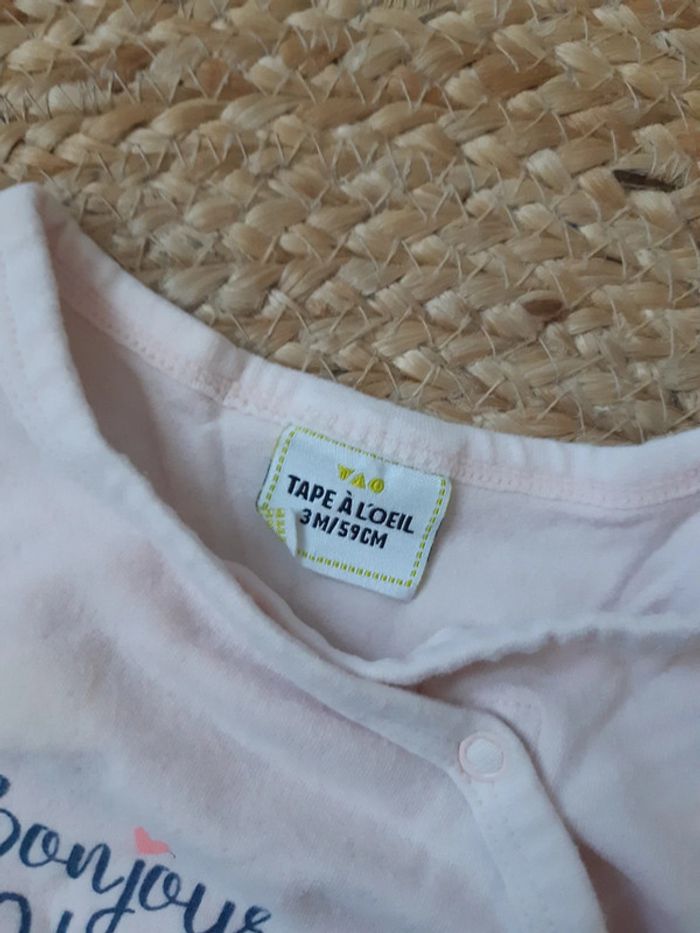 TAO
TAPE À L'OEIL
3M/59CM
Bonjour